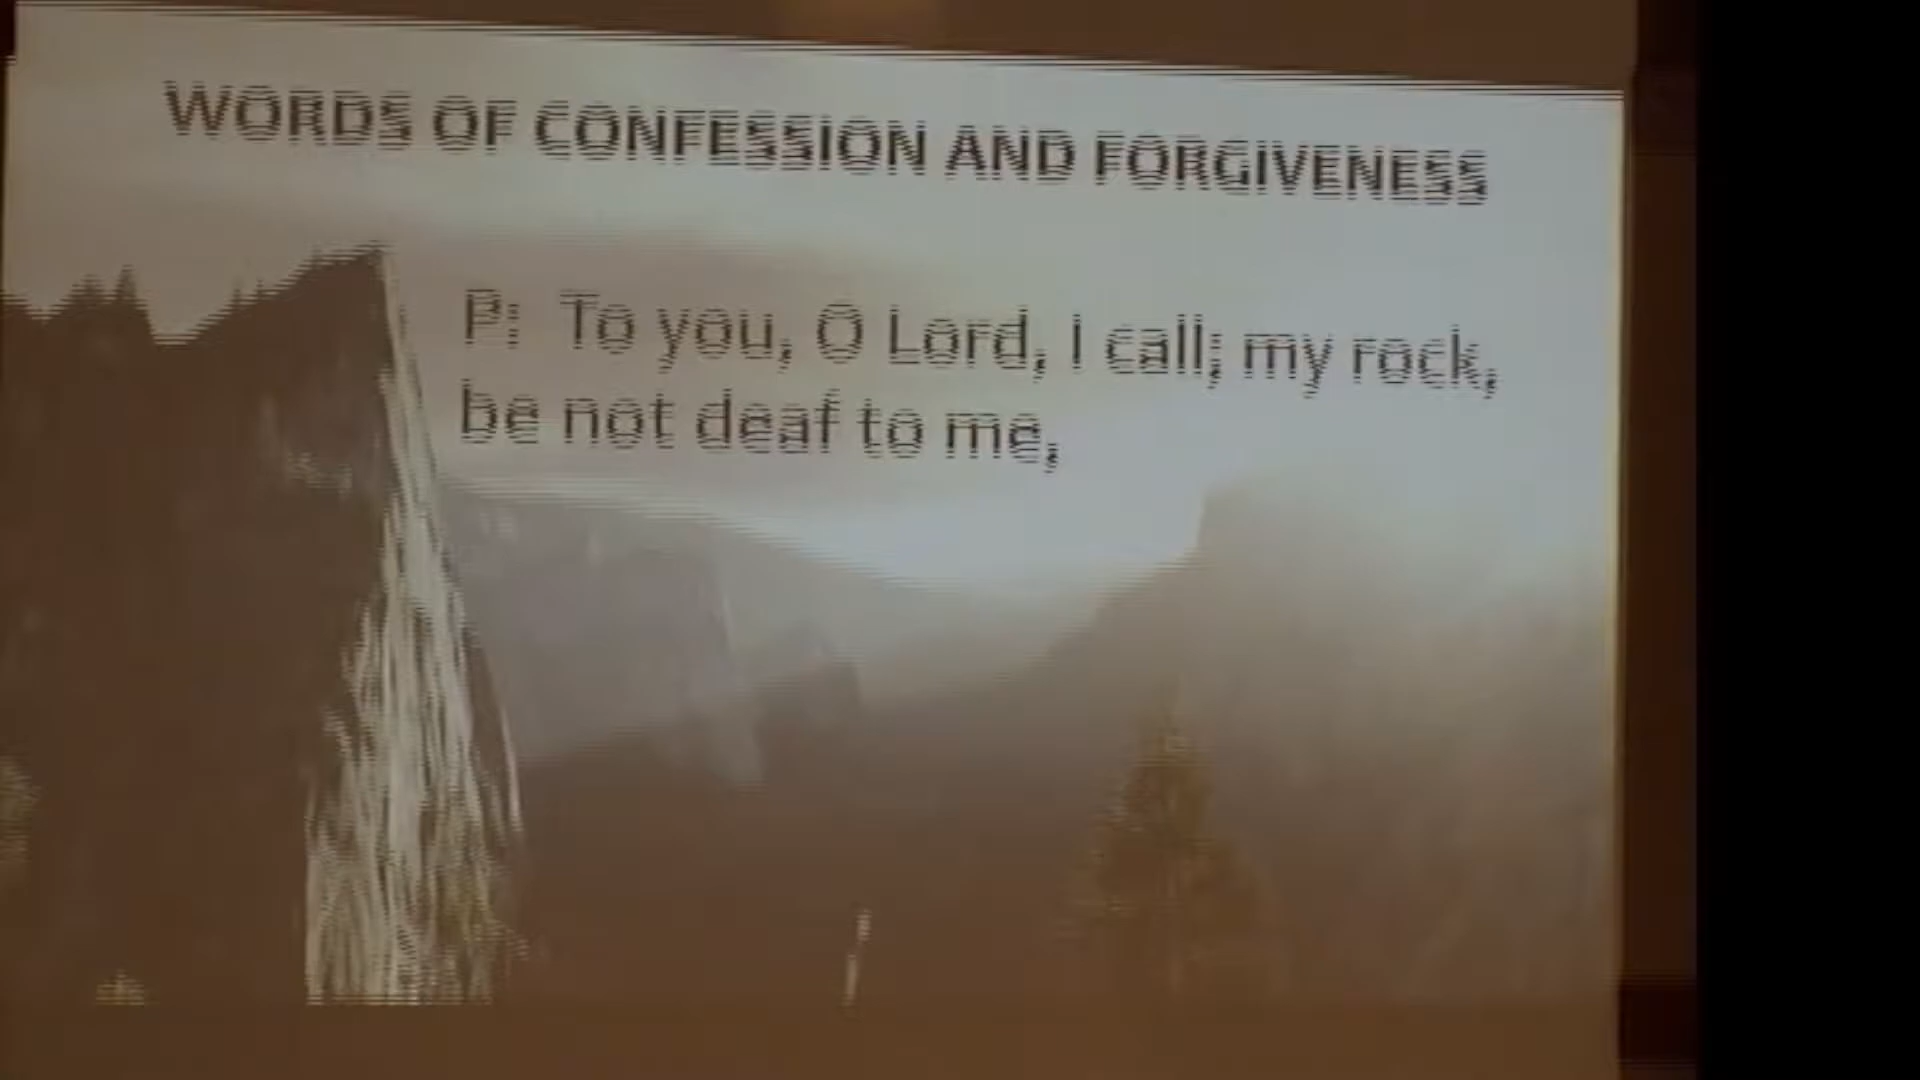 WORDS OF CONFESSION AND FORGIVENESS
P: To you, O Lord, I call; my rock,
be not deaf to me,